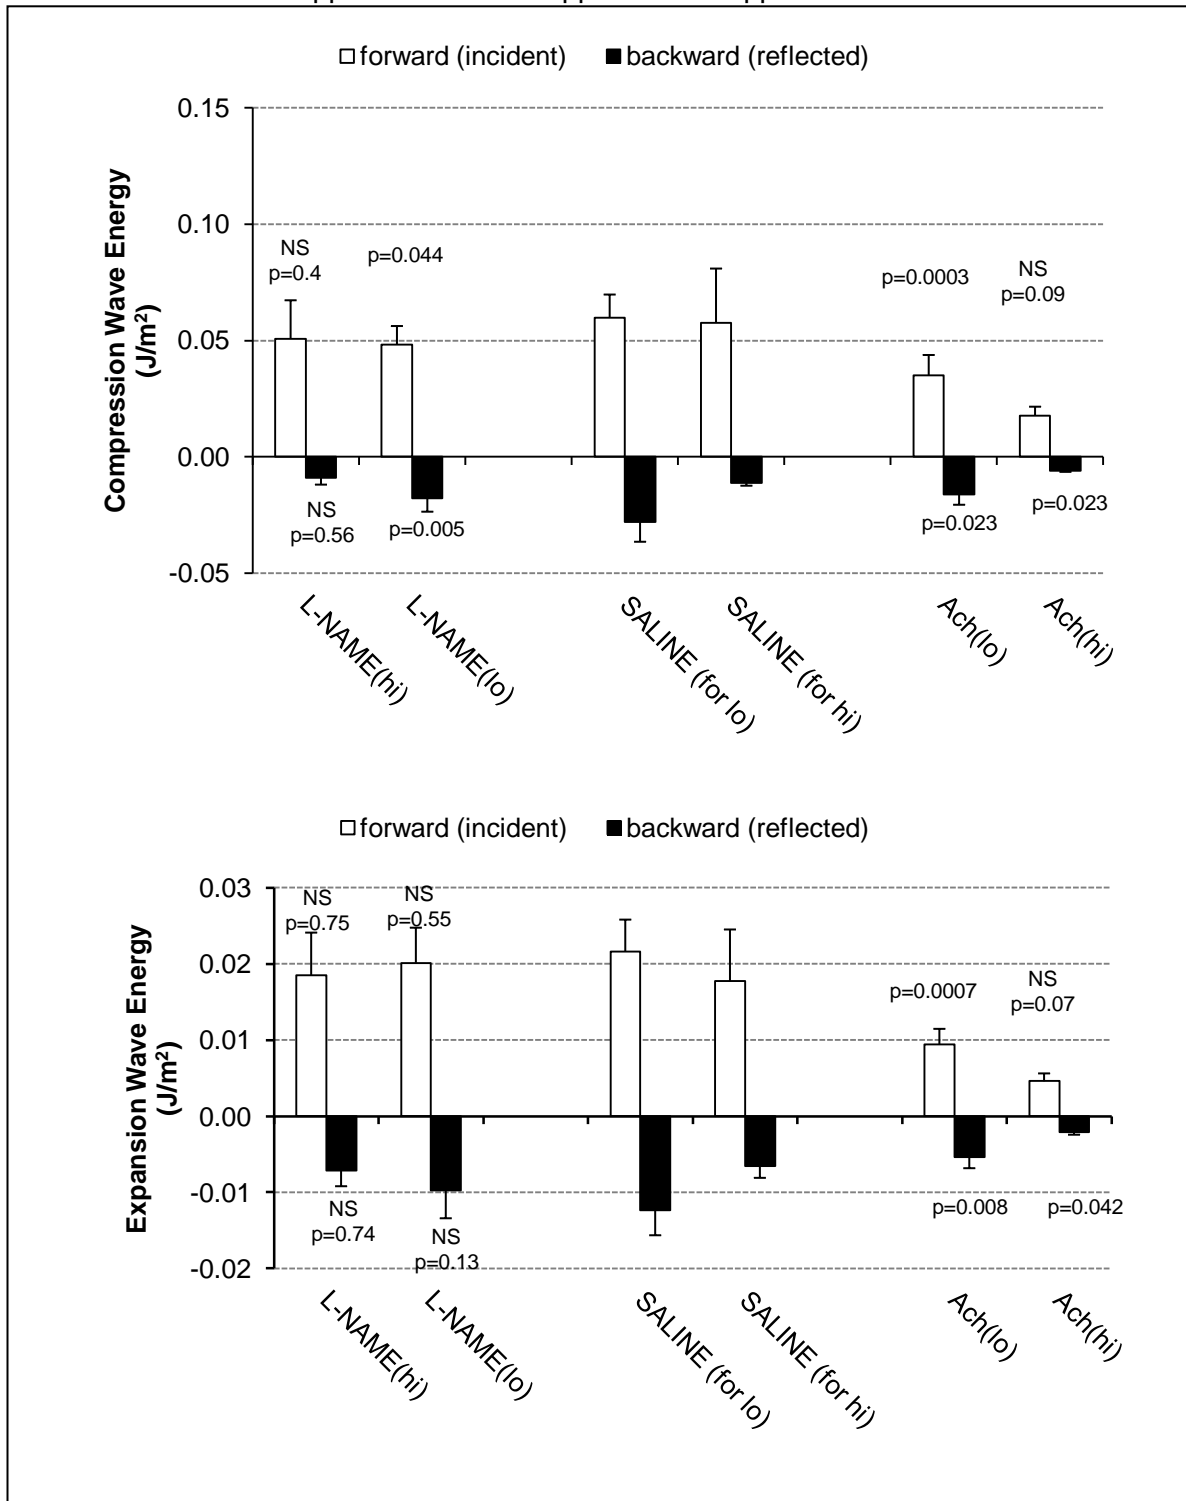 forward (incident) backward (reflected)
Compression Wave Energy
(J/m²)
0.15
0.10
0.05
0.00
-0.05
NS
p=0.4
p=0.044
p=0.0003
NS
p=0.09
NS
p=0.56
p=0.005
p=0.023
p=0.023
L-NAME(hi)
L-NAME(lo)
SALINE (for lo)
SALINE (for hi)
Ach(lo)
Ach(hi)
forward (incident) backward (reflected)
Expansion Wave Energy
(J/m²)
0.03
0.02
0.01
0.00
-0.01
-0.02
NS
p=0.75
NS
p=0.55
p=0.0007
NS
p=0.07
NS
p=0.74
NS
p=0.13
p=0.008
p=0.042
L-NAME(hi)
L-NAME(lo)
SALINE (for lo)
SALINE (for hi)
Ach(lo)
Ach(hi)